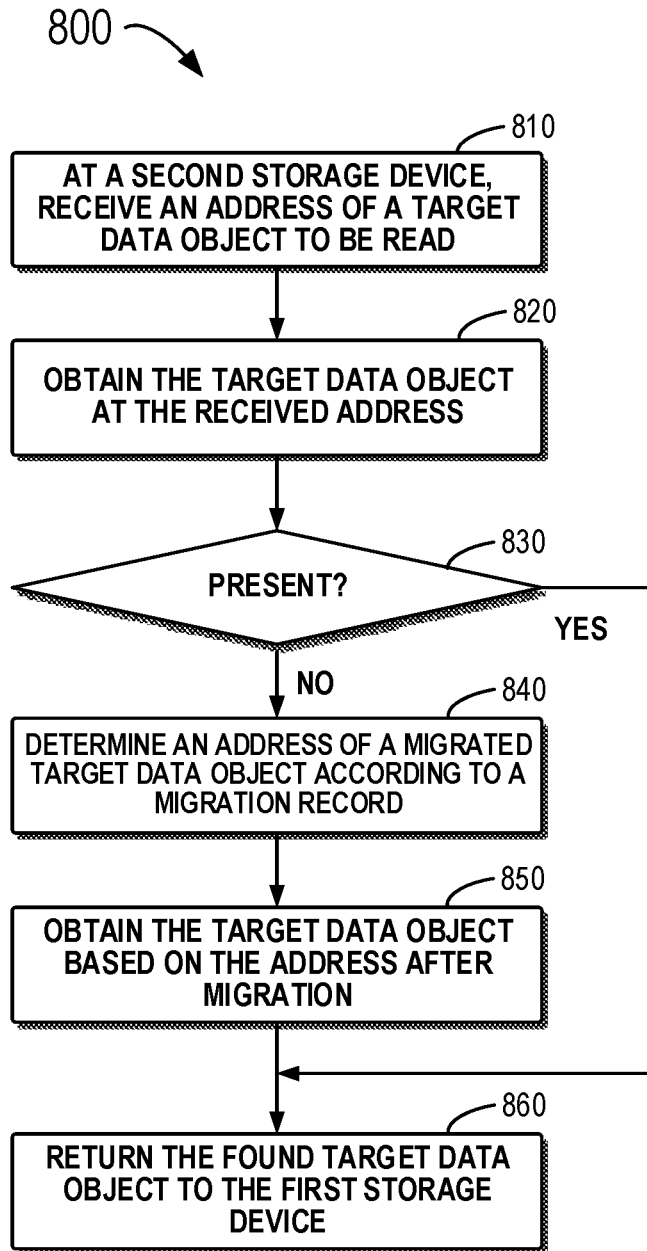 800
810
AT A SECOND STORAGE DEVICE,
RECEIVE AN ADDRESS OF A TARGET
DATA OBJECT TO BE READ
820
OBTAIN THE TARGET DATA OBJECT
AT THE RECEIVED ADDRESS
830
PRESENT?
YES
NO
840
DETERMINE AN ADDRESS OF A MIGRATED
TARGET DATA OBJECT ACCORDING TO A
MIGRATION RECORD
850
OBTAIN THE TARGET DATA OBJECT
BASED ON THE ADDRESS AFTER
MIGRATION
860
RETURN THE FOUND TARGET DATA
OBJECT TO THE FIRST STORAGE
DEVICE